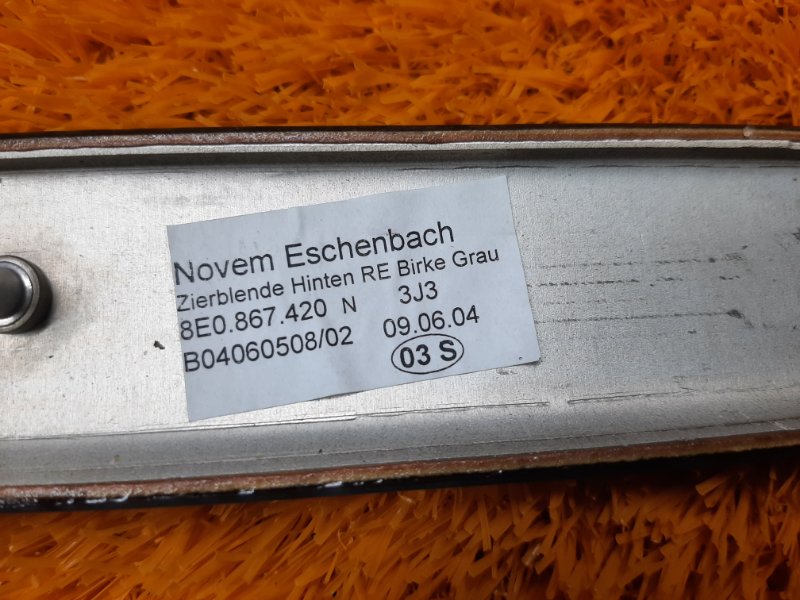 Novem Eschenbach
Zierblende Hinten RE Birke Grau
8E0.867.420 N 3J3
B04060508/02 09.06.04
03 S